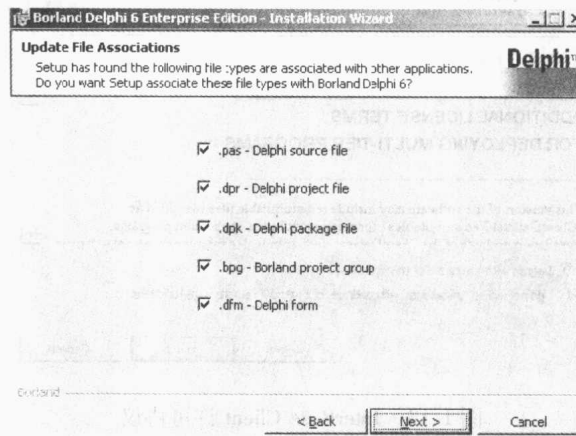 Borland Delphi 6 Enterprise Edition - Installation Wizard
Update File Associations
Setup has found the following file types are associated with other applications.
Do you want Setup associate these file types with Borland Delphi 6?
Delphi™
.pas - Delphi source file
.dpr - Delphi project file
.dpk - Delphi package file
.bpg - Borland project group
.dfm - Delphi form
Borland
< Back
Next >
Cancel